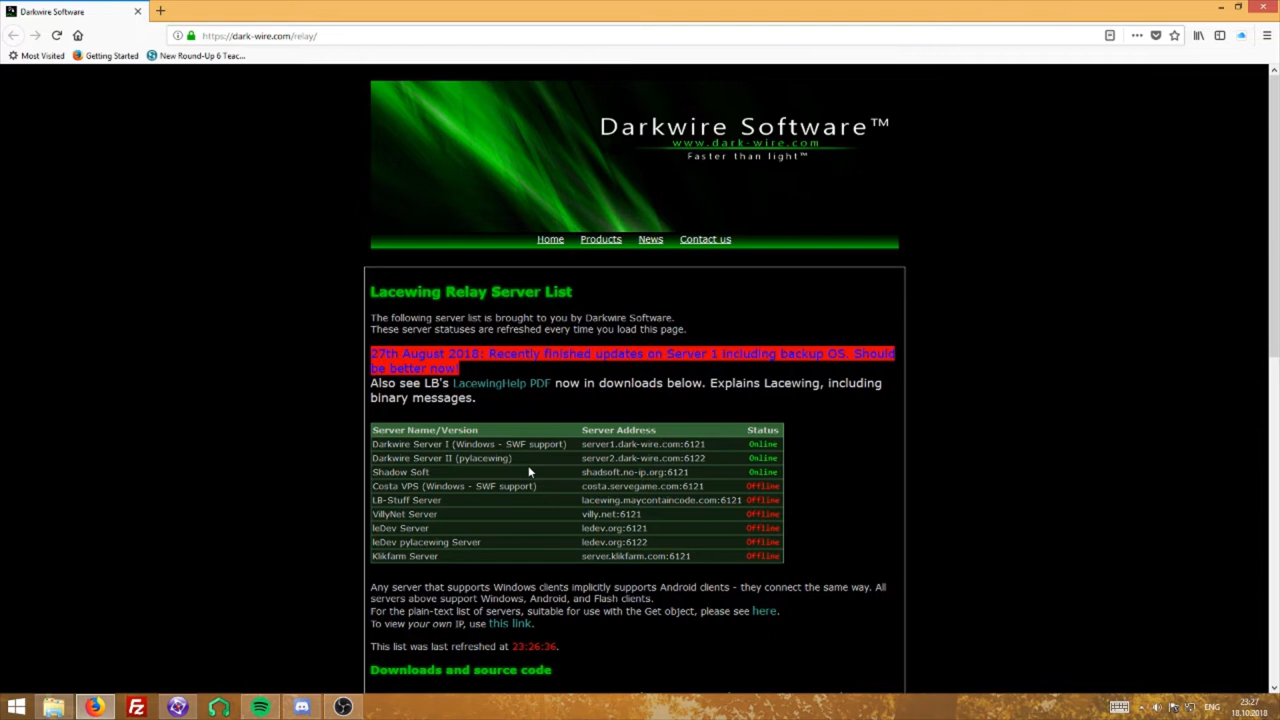 Darkwire Software
https://dark-wire.com/relay/
Most Visited
Getting Started
New Round-Up 6 Teac...
Darkwire Software™
www.dark-wire.com
Faster than light™
Home Products News Contact us
Lacewing Relay Server List
The following server list is brought to you by Darkwire Software.
These server statuses are refreshed every time you load this page.
27th August 2018: Recently finished updates on Server 1 including backup OS. Should
be better now!
Also see LB's LacewingHelp PDF now in downloads below. Explains Lacewing, including
binary messages.
Server Name/Version Server Address Status
Darkwire Server I (Windows - SWF support) server1.dark-wire.com:6121 Online
Darkwire Server II (pylacewing) server2.dark-wire.com:6122 Online
Shadow Soft shadsoft.no-ip.org:6121 Online
Costa VPS (Windows - SWF support) costa.servegame.com:6121 Offline
LB-Stuff Server lacewing.maycontaincode.com:6121 Offline
VillyNet Server villy.net:6121 Offline
leDev Server ledev.org:6121 Offline
leDev pylacewing Server ledev.org:6122 Offline
Klikfarm Server server.klikfarm.com:6121 Offline
Any server that supports Windows clients implicitly supports Android clients - they connect the same way. All
servers above support Windows, Android, and Flash clients.
For the plain-text list of servers, suitable for use with the Get object, please see here.
To view your own IP, use this link.
This list was last refreshed at 23:26:36.
Downloads and source code
ENG
23:27
18.10.2018